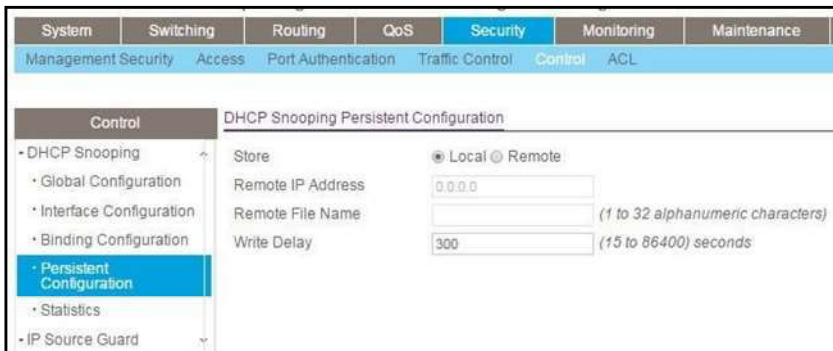 System Switching Routing QoS Security Monitoring Maintenance
Management Security Access Port Authentication Traffic Control Control ACL
Control
DHCP Snooping
Global Configuration
Interface Configuration
Binding Configuration
Persistent
Configuration
Statistics
IP Source Guard
DHCP Snooping Persistent Configuration
Store Local Remote
Remote IP Address 0.0.0.0
Remote File Name (1 to 32 alphanumeric characters)
Write Delay 300 (15 to 86400) seconds